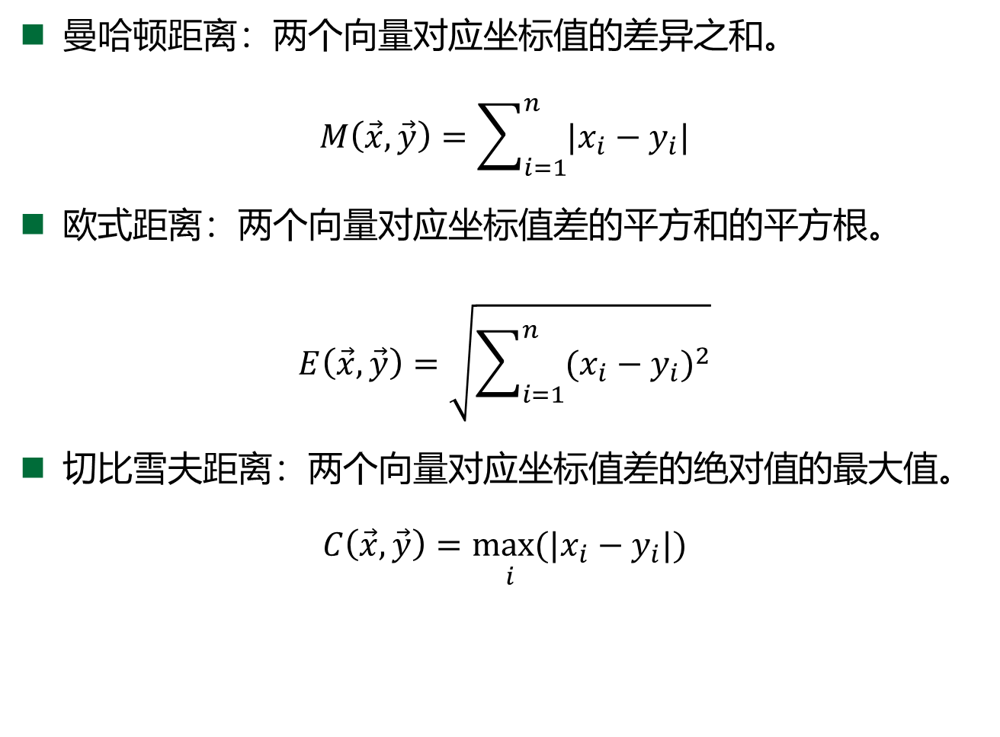 ■ 曼哈顿距离：两个向量对应坐标值的差异之和。
$M(\vec{x},\vec{y})=\sum_{i=1}^{n}|x_i-y_i|$
■ 欧式距离：两个向量对应坐标值差的平方和的平方根。
$E(\vec{x},\vec{y})=\sqrt{\sum_{i=1}^{n}(x_i-y_i)^2}$
■ 切比雪夫距离：两个向量对应坐标值差的绝对值的最大值。
$C(\vec{x},\vec{y})=\max_{i}(|x_i-y_i|)$